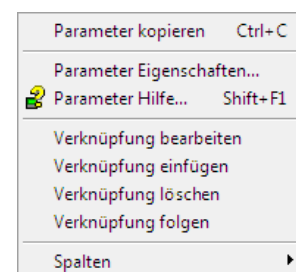 Parameter kopieren Ctrl+C
Parameter Eigenschaften...
Parameter Hilfe... Shift+F1
Verknüpfung bearbeiten
Verknüpfung einfügen
Verknüpfung löschen
Verknüpfung folgen
Spalten